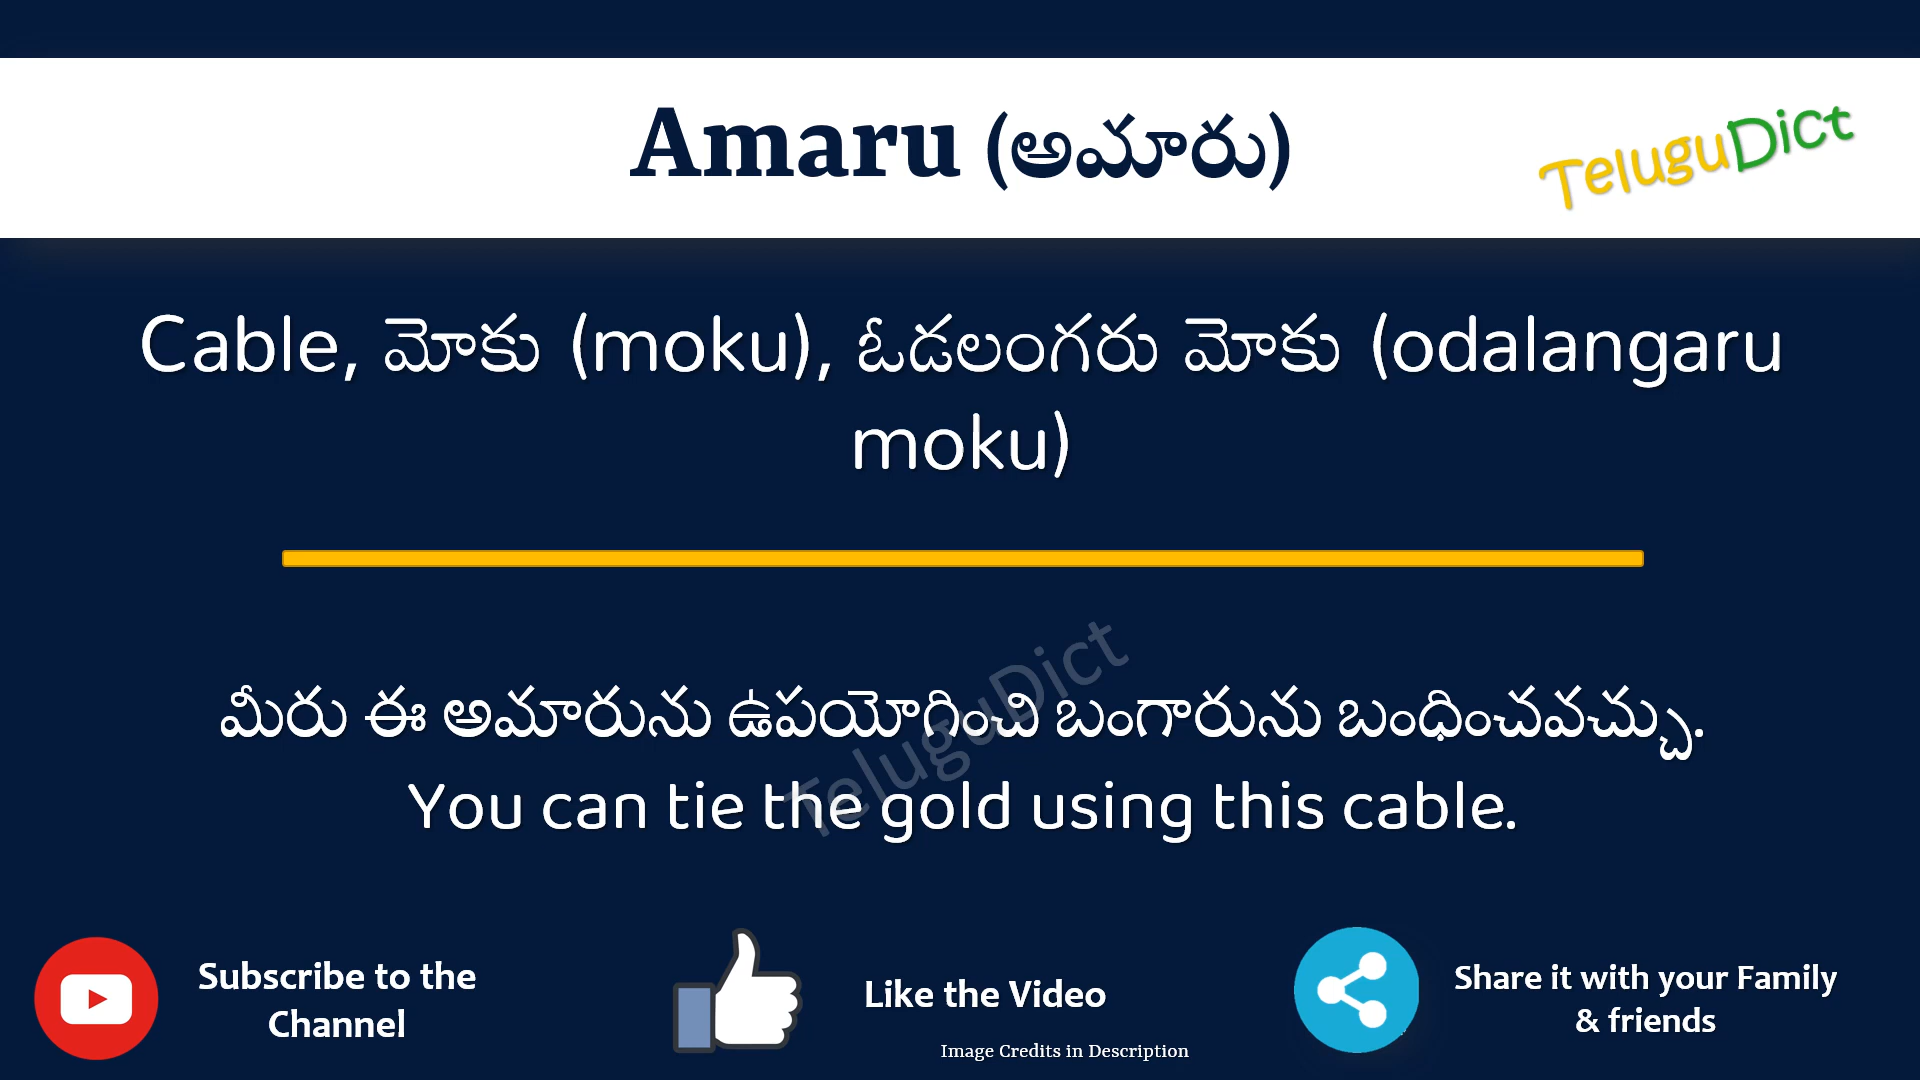 Amaru (అమారు)
TeluguDict
Cable, మోకు (moku), ఓడలంగరు మోకు (odalangaru
moku)
TeluguDict
మీరు ఈ అమారును ఉపయోగించి బంగారును బంధించవచ్చు.
You can tie the gold using this cable.
Subscribe to the
Channel
Like the Video
Share it with your Family
& friends
Image Credits in Description